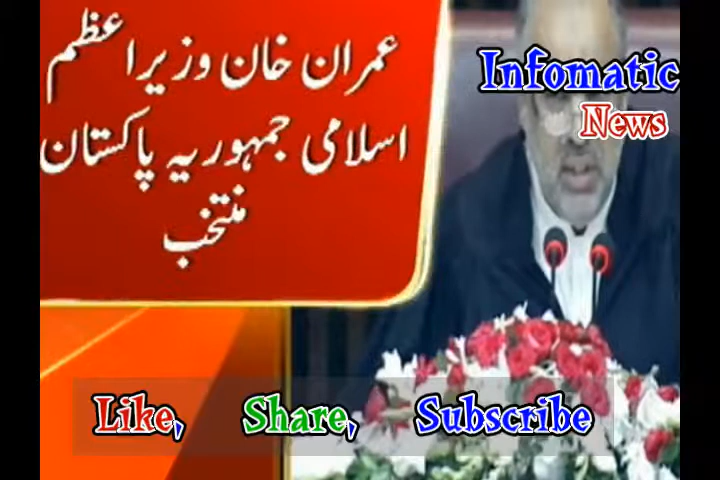 عمران خان وزیراعظم
اسلامی جمہوریہ پاکستان
منتخب
Infomatic
News
Like, Share, Subscribe